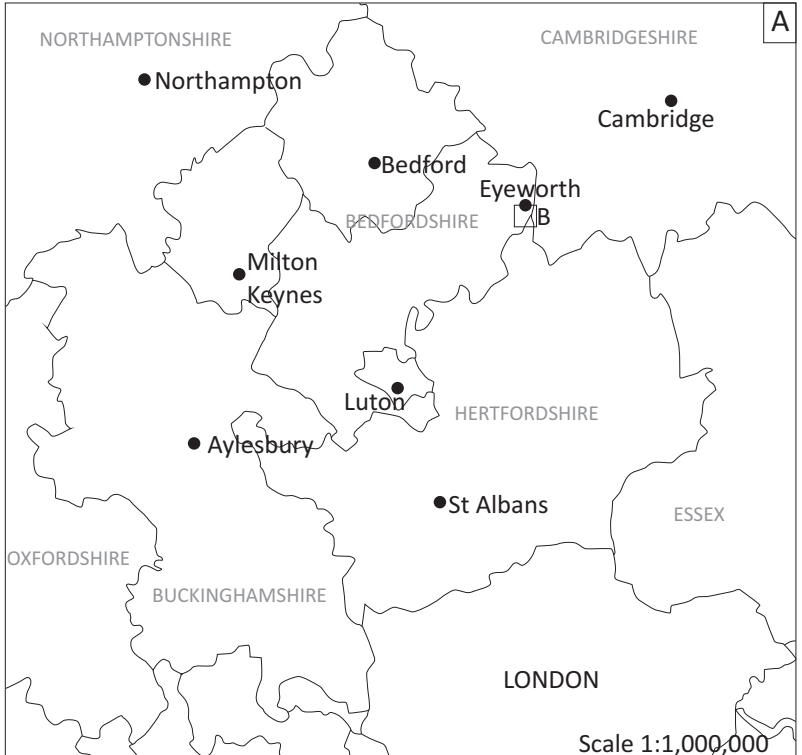 A
NORTHAMPTONSHIRE
CAMBRIDGESHIRE
Northampton
Cambridge
Bedford
Eyeworth
B
BEDFORDSHIRE
Milton
Keynes
Luton
HERTFORDSHIRE
Aylesbury
St Albans
ESSEX
OXFORDSHIRE
BUCKINGHAMSHIRE
LONDON
Scale 1:1,000,000